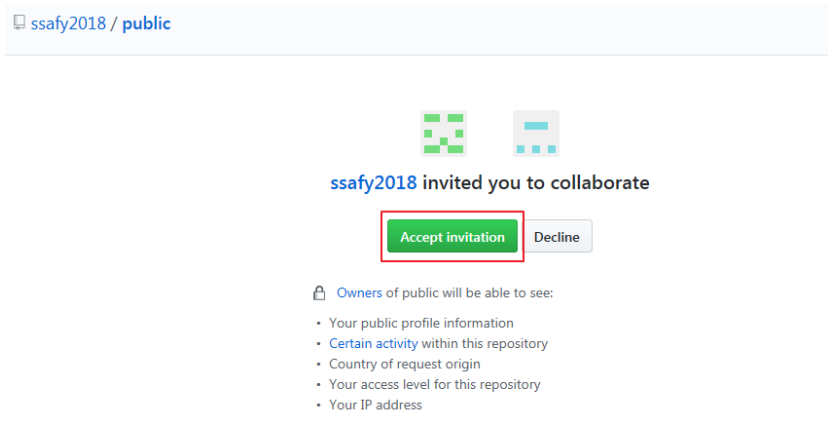 ssafy2018 / public
ssafy2018 invited you to collaborate
Accept invitation Decline
Owners of public will be able to see:
• Your public profile information
• Certain activity within this repository
• Country of request origin
• Your access level for this repository
• Your IP address